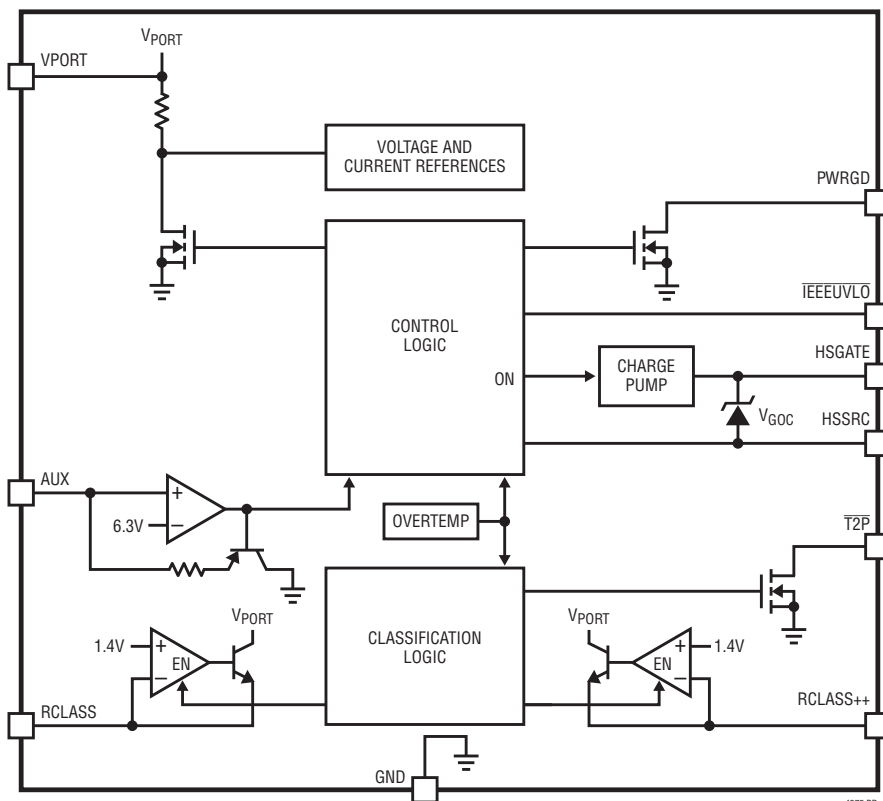 VPORT
VPORT
VOLTAGE AND
CURRENT REFERENCES
PWRGD
IEEEUVLO
CONTROL
LOGIC
ON
CHARGE
PUMP
HSGATE
VGOC
HSSRC
AUX
+
6.3V
−
OVERTEMP
T2P
VPORT
1.4V
+
EN
−
CLASSIFICATION
LOGIC
VPORT
+
1.4V
EN
−
RCLASS
RCLASS++
GND